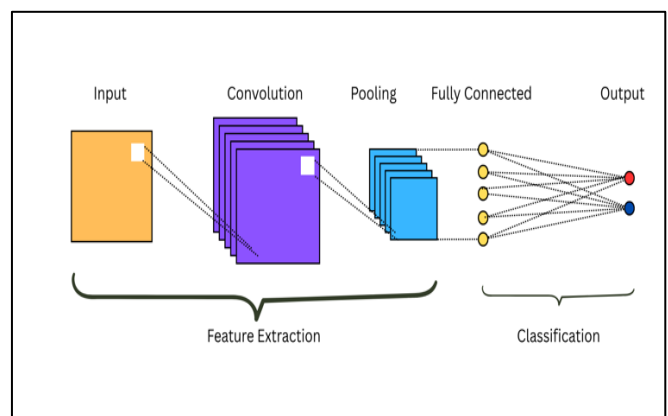 Input
Convolution
Pooling
Fully Connected
Output
Feature Extraction
Classification